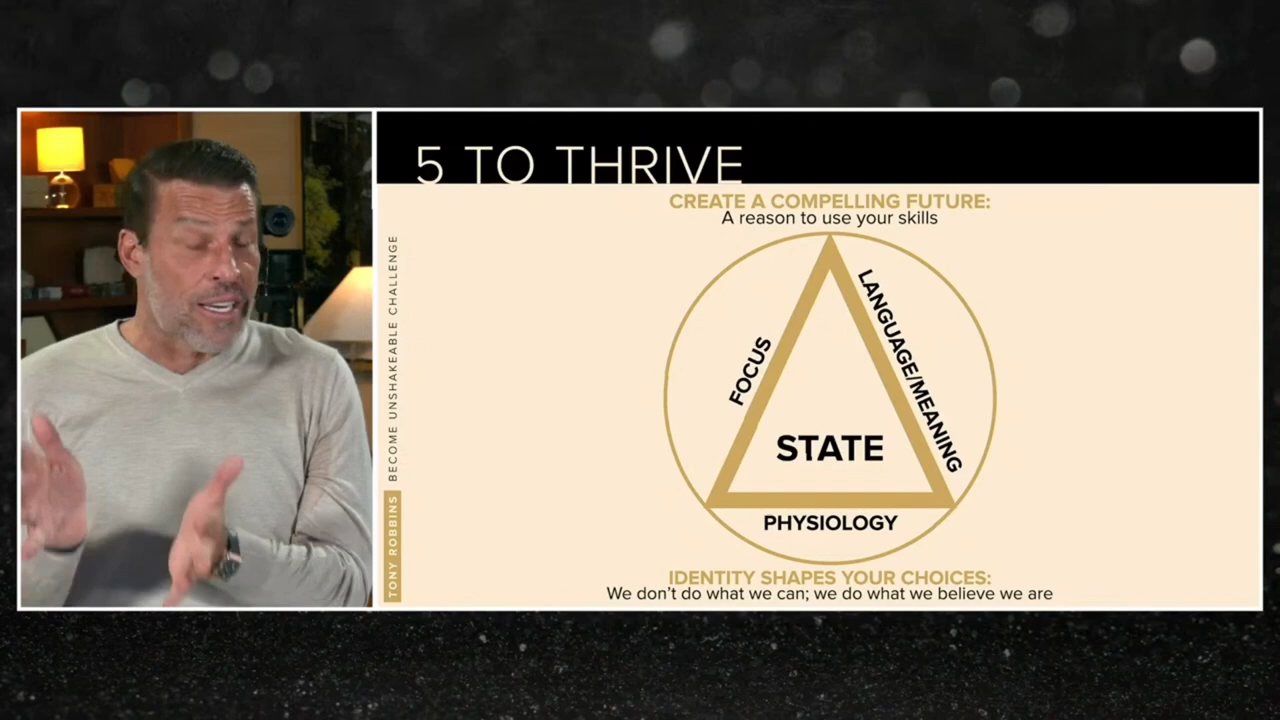 5 TO THRIVE
CREATE A COMPELLING FUTURE:
A reason to use your skills
FOCUS
LANGUAGE/MEANING
STATE
PHYSIOLOGY
IDENTITY SHAPES YOUR CHOICES:
We don't do what we can; we do what we believe we are
TONY ROBBINS BECOME UNSHAKEABLE CHALLENGE